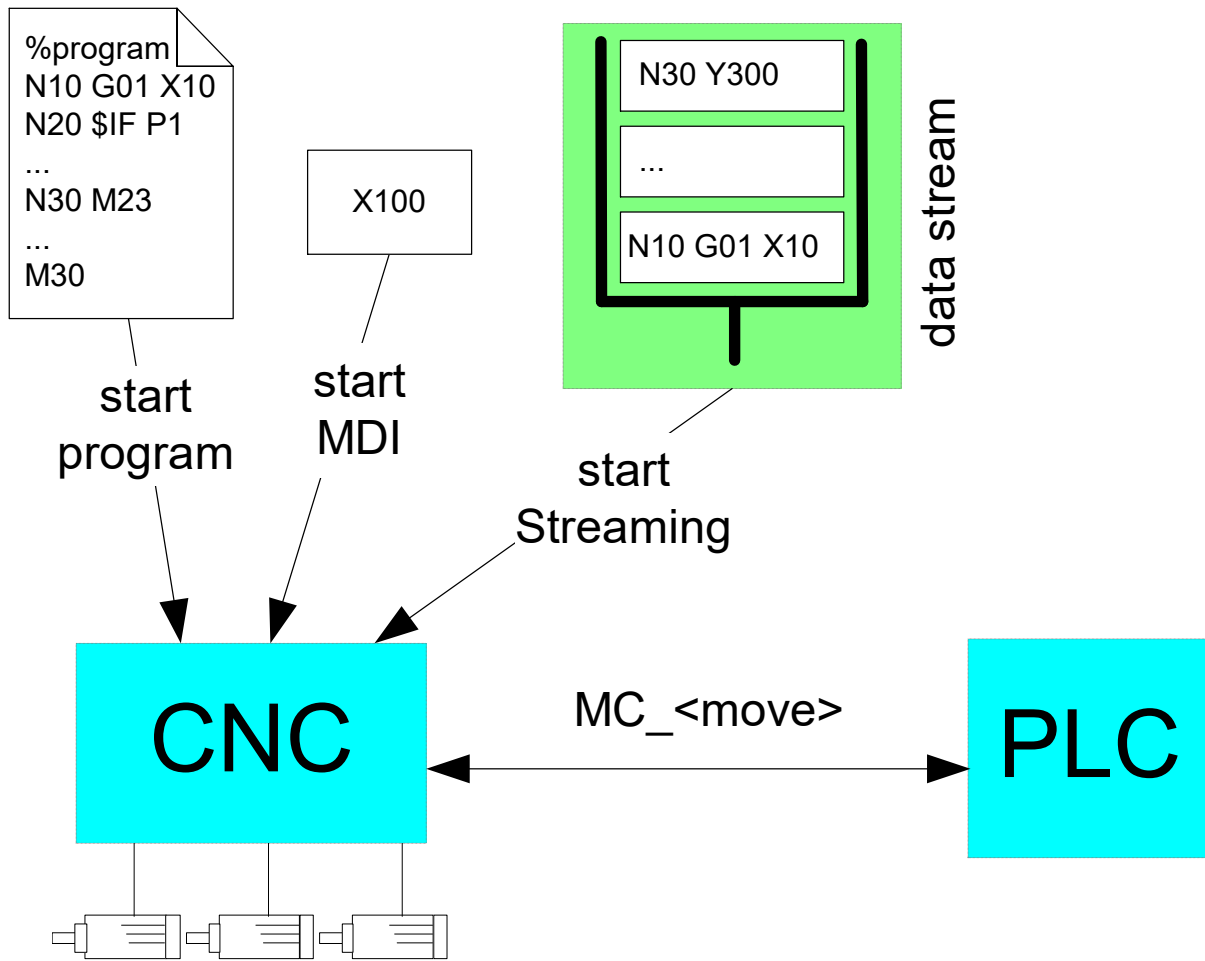 %program
N10 G01 X10
N20 $IF P1
...
N30 M23
...
M30
X100
N30 Y300
...
N10 G01 X10
data stream
start
program
start
MDI
start
Streaming
CNC
MC_<move>
PLC